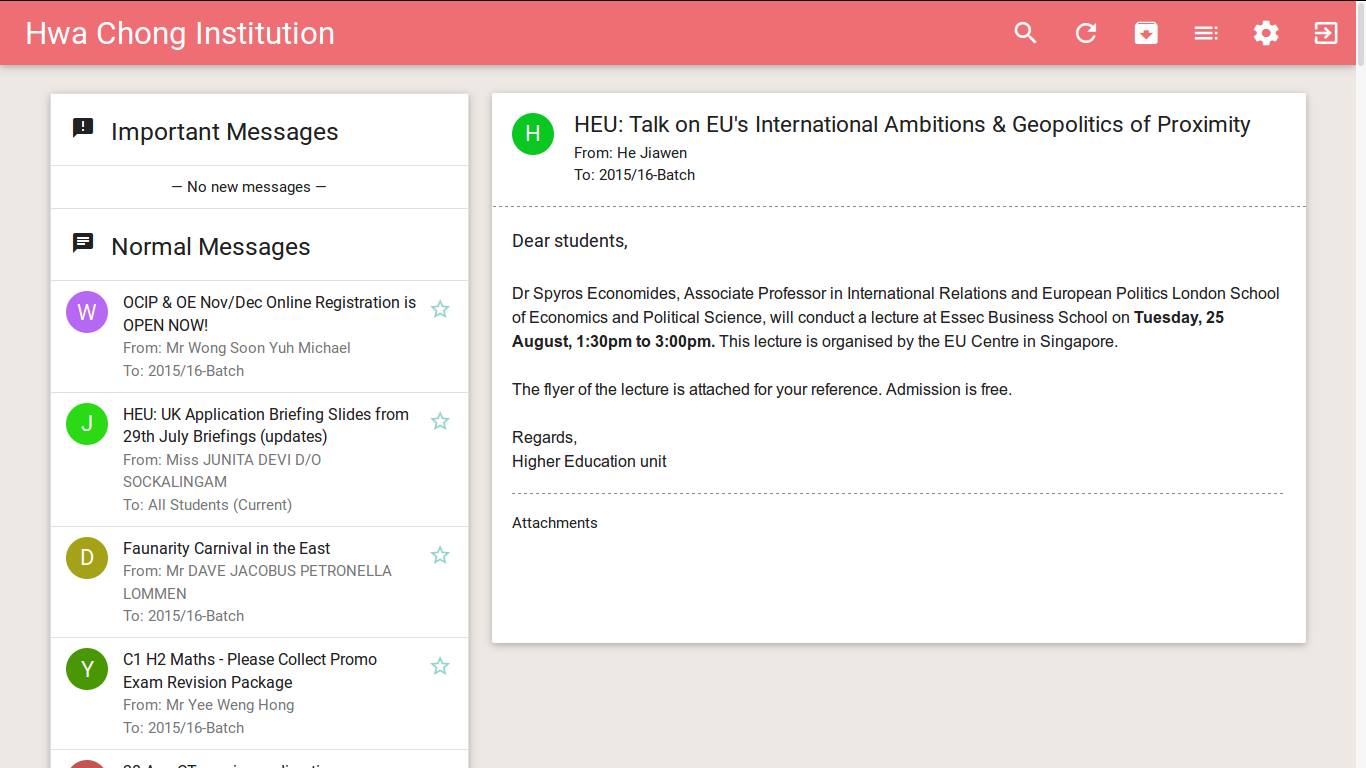 Hwa Chong Institution
Important Messages
— No new messages —
Normal Messages
W
OCIP & OE Nov/Dec Online Registration is
OPEN NOW!
From: Mr Wong Soon Yuh Michael
To: 2015/16-Batch
J
HEU: UK Application Briefing Slides from
29th July Briefings (updates)
From: Miss JUNITA DEVI D/O
SOCKALINGAM
To: All Students (Current)
D
Faunarity Carnival in the East
From: Mr DAVE JACOBUS PETRONELLA
LOMMEN
To: 2015/16-Batch
Y
C1 H2 Maths - Please Collect Promo
Exam Revision Package
From: Mr Yee Weng Hong
To: 2015/16-Batch
H
HEU: Talk on EU's International Ambitions & Geopolitics of Proximity
From: He Jiawen
To: 2015/16-Batch
Dear students,
Dr Spyros Economides, Associate Professor in International Relations and European Politics London School
of Economics and Political Science, will conduct a lecture at Essec Business School on Tuesday, 25
August, 1:30pm to 3:00pm. This lecture is organised by the EU Centre in Singapore.
The flyer of the lecture is attached for your reference. Admission is free.
Regards,
Higher Education unit
Attachments